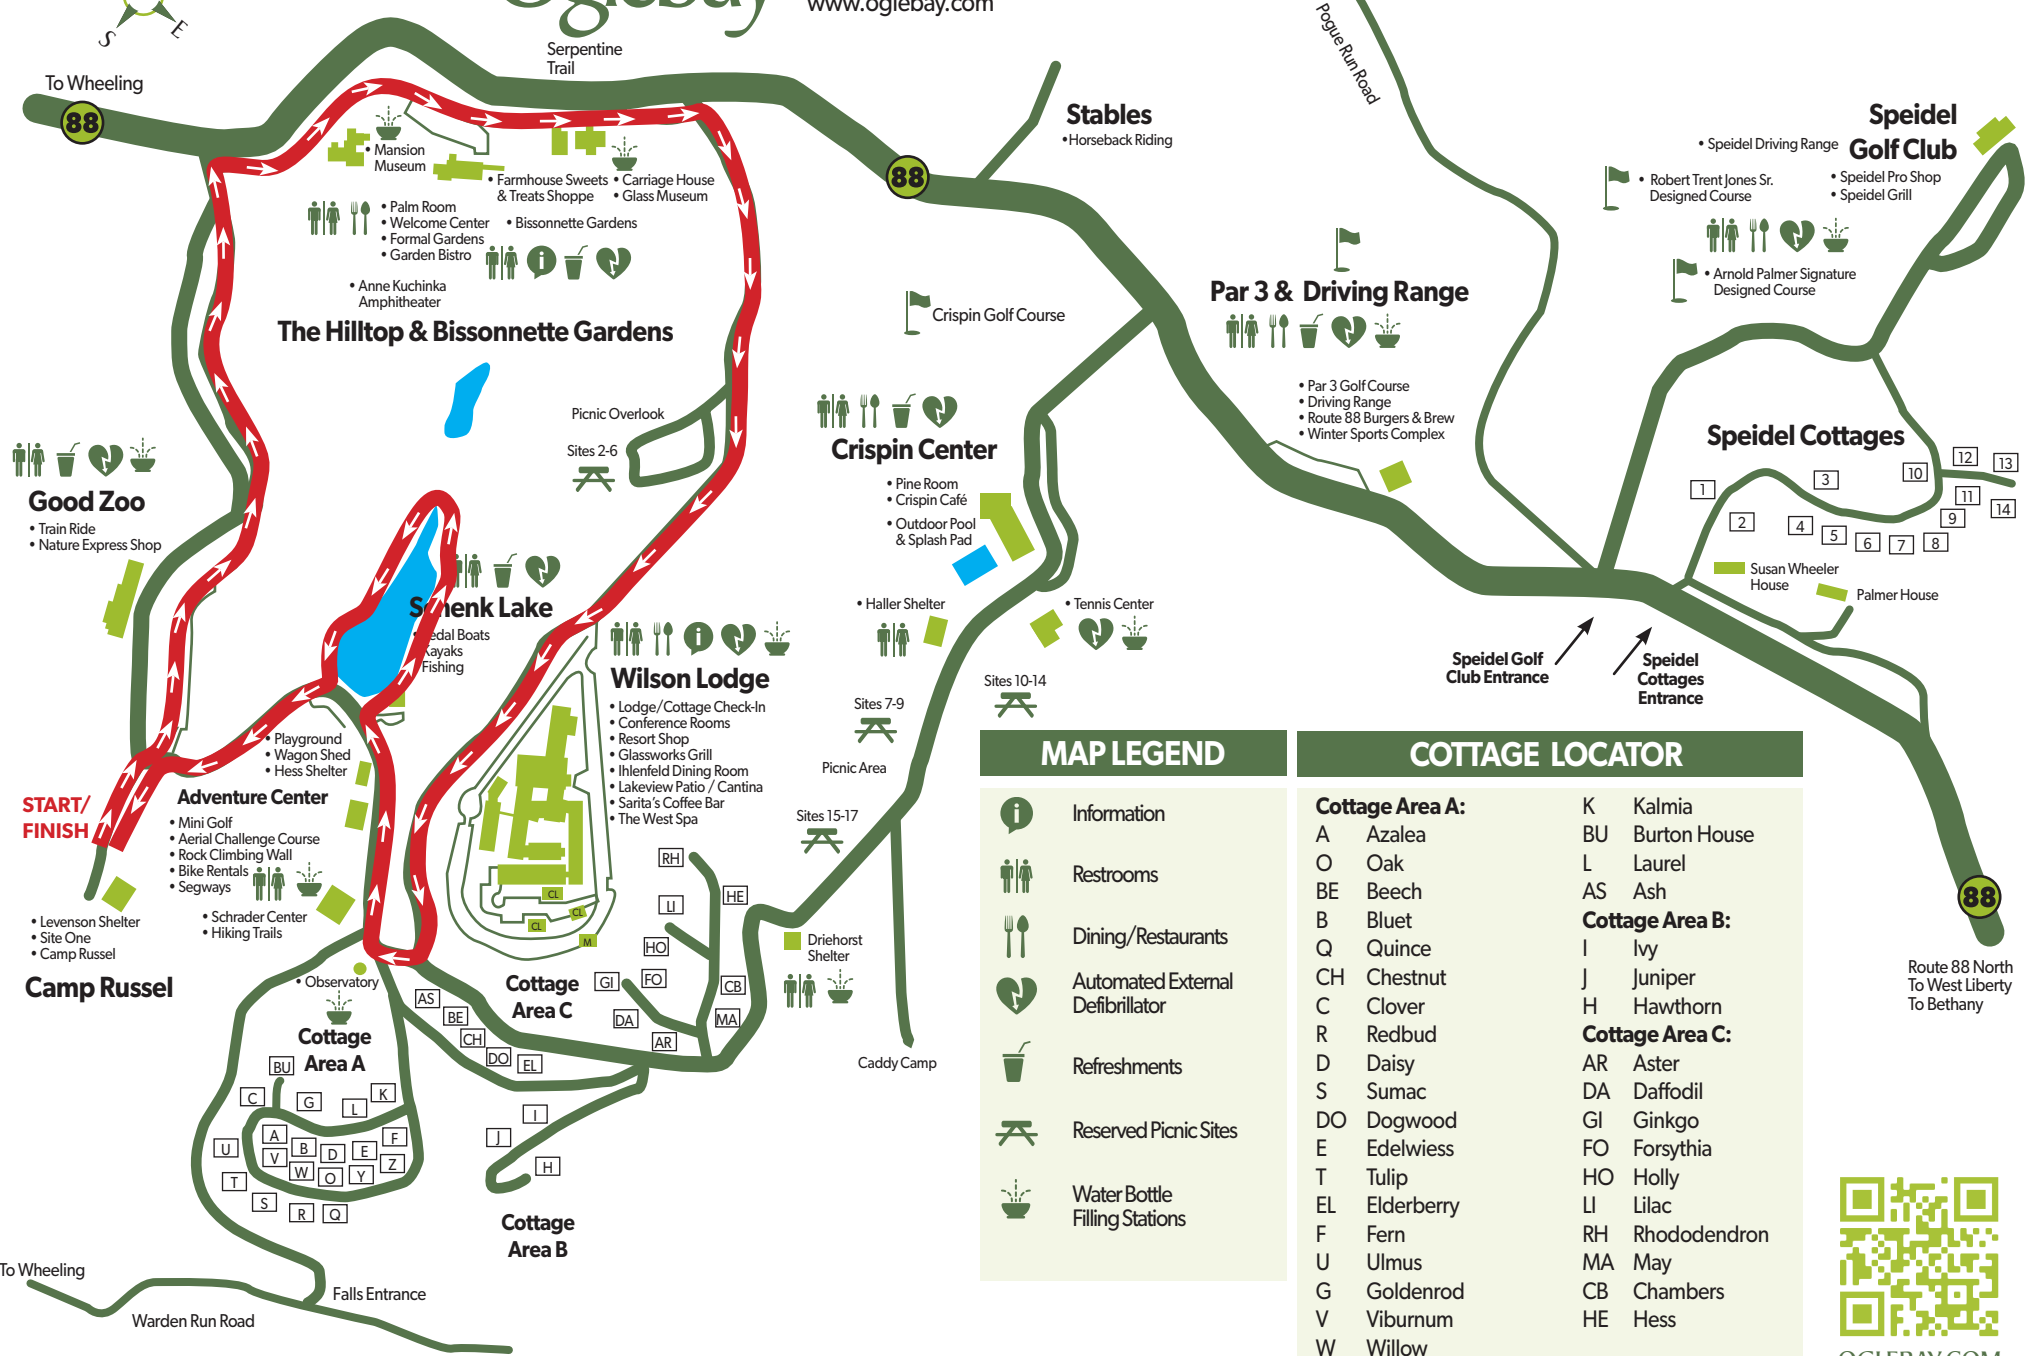 Oglebay
www.oglebay.com
S
E
Serpentine
Trail
To Wheeling
88
Pogue Run Road
Stables
• Horseback Riding
88
• Mansion
Museum
• Farmhouse Sweets
& Treats Shoppe
• Carriage House
• Glass Museum
• Palm Room
• Welcome Center
• Formal Gardens
• Garden Bistro
• Bissonnette Gardens
• Anne Kuchinka
Amphitheater
The Hilltop & Bissonnette Gardens
Speidel
Golf Club
• Speidel Driving Range
• Robert Trent Jones Sr.
Designed Course
• Speidel Pro Shop
• Speidel Grill
• Arnold Palmer Signature
Designed Course
Crispin Golf Course
Par 3 & Driving Range
• Par 3 Golf Course
• Driving Range
• Route 88 Burgers & Brew
• Winter Sports Complex
Picnic Overlook
Sites 2-6
Crispin Center
• Pine Room
• Crispin Café
• Outdoor Pool
& Splash Pad
Speidel Cottages
1
2
3
4
5
6
7
8
9
10
11
12
13
14
Susan Wheeler
House
Palmer House
Good Zoo
• Train Ride
• Nature Express Shop
Schenk Lake
• Pedal Boats
Kayaks
Fishing
• Haller Shelter
• Tennis Center
Speidel Golf
Club Entrance
Speidel
Cottages
Entrance
Wilson Lodge
• Lodge/Cottage Check-In
• Conference Rooms
• Resort Shop
• Glassworks Grill
• Ihlenfeld Dining Room
• Lakeview Patio / Cantina
• Sarita's Coffee Bar
• The West Spa
CL
CL
CL
M
Sites 7-9
Sites 10-14
Picnic Area
Sites 15-17
• Playground
• Wagon Shed
• Hess Shelter
Adventure Center
• Mini Golf
• Aerial Challenge Course
• Rock Climbing Wall
• Bike Rentals
• Segways
• Schrader Center
• Hiking Trails
START/
FINISH
• Levenson Shelter
• Site One
• Camp Russel
Camp Russel
• Observatory
Cottage
Area A
BU
C
G
L
K
A
B
D
E
F
V
W
O
Y
Z
U
T
S
R
Q
Cottage
Area C
RH
HE
LI
HO
GI
FO
CB
DA
MA
AR
AS
BE
CH
DO
EL
I
J
H
Cottage
Area B
Driehorst
Shelter
Caddy Camp
To Wheeling
Warden Run Road
Falls Entrance
MAP LEGEND
Information
Restrooms
Dining/Restaurants
Automated External
Defibrillator
Refreshments
Reserved Picnic Sites
Water Bottle
Filling Stations
COTTAGE LOCATOR
Cottage Area A:
A Azalea
O Oak
BE Beech
B Bluet
Q Quince
CH Chestnut
C Clover
R Redbud
D Daisy
S Sumac
DO Dogwood
E Edelwiess
T Tulip
EL Elderberry
F Fern
U Ulmus
G Goldenrod
V Viburnum
W Willow
K Kalmia
BU Burton House
L Laurel
AS Ash
Cottage Area B:
I Ivy
J Juniper
H Hawthorn
Cottage Area C:
AR Aster
DA Daffodil
GI Ginkgo
FO Forsythia
HO Holly
LI Lilac
RH Rhododendron
MA May
CB Chambers
HE Hess
88
Route 88 North
To West Liberty
To Bethany
OGLEBAY.COM